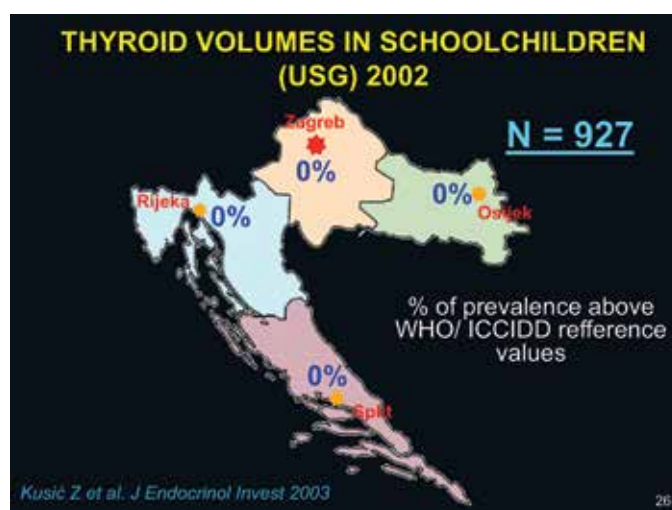 THYROID VOLUMES IN SCHOOLCHILDREN
(USG) 2002
Zagreb
N = 927
0%
0%
Rijeka
0%
Osijek
% of prevalence above
WHO/ ICCIDD refference
values
0%
Split
Kusić Z et al. J Endocrinol Invest 2003
26